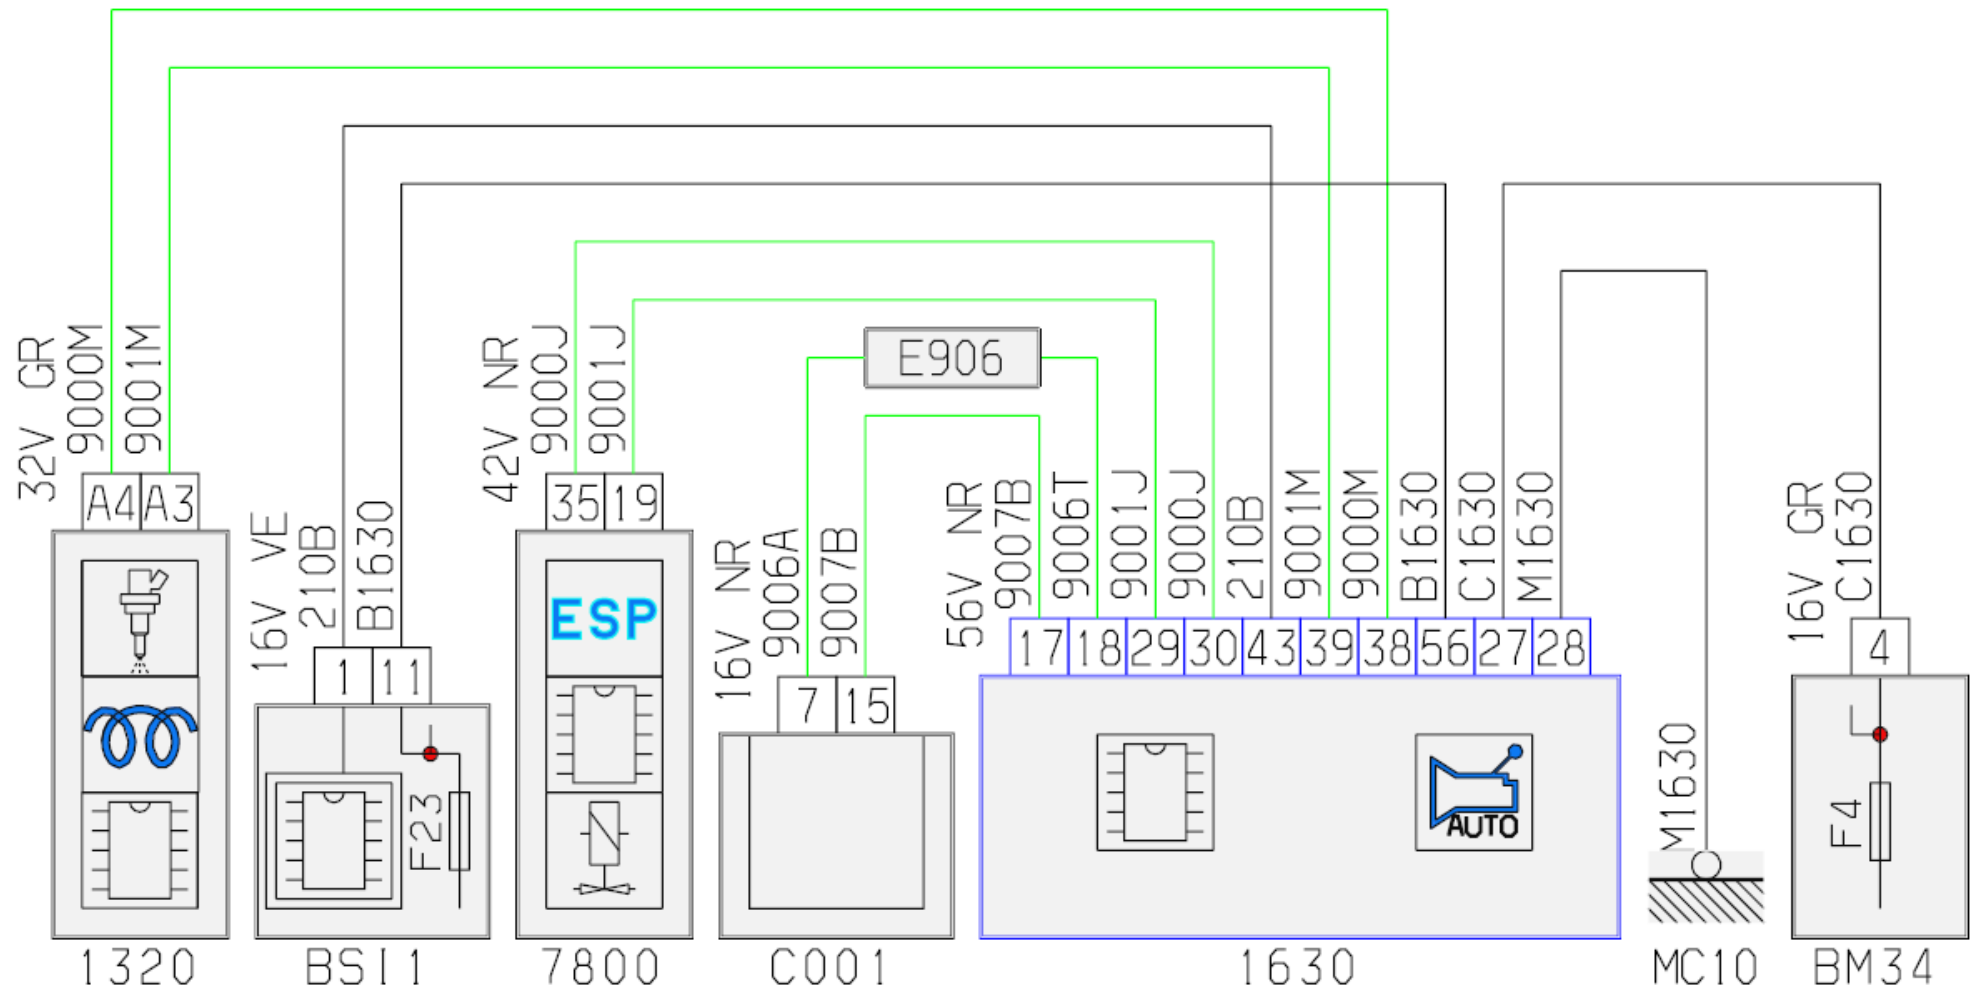 32V GR
9000M
9001M
A4
A3
1320
16V VE
210B
B1630
1
11
F23
BSI1
42V NR
9000J
9001J
35
19
ESP
7800
E906
16V NR
9006A
9007B
7
15
C001
56V NR
9007B
9006T
9001J
9000J
210B
9001M
9000M
B1630
C1630
M1630
17
18
29
30
43
39
38
56
27
28
AUTO
1630
M1630
MC10
16V GR
C1630
4
F4
BM34